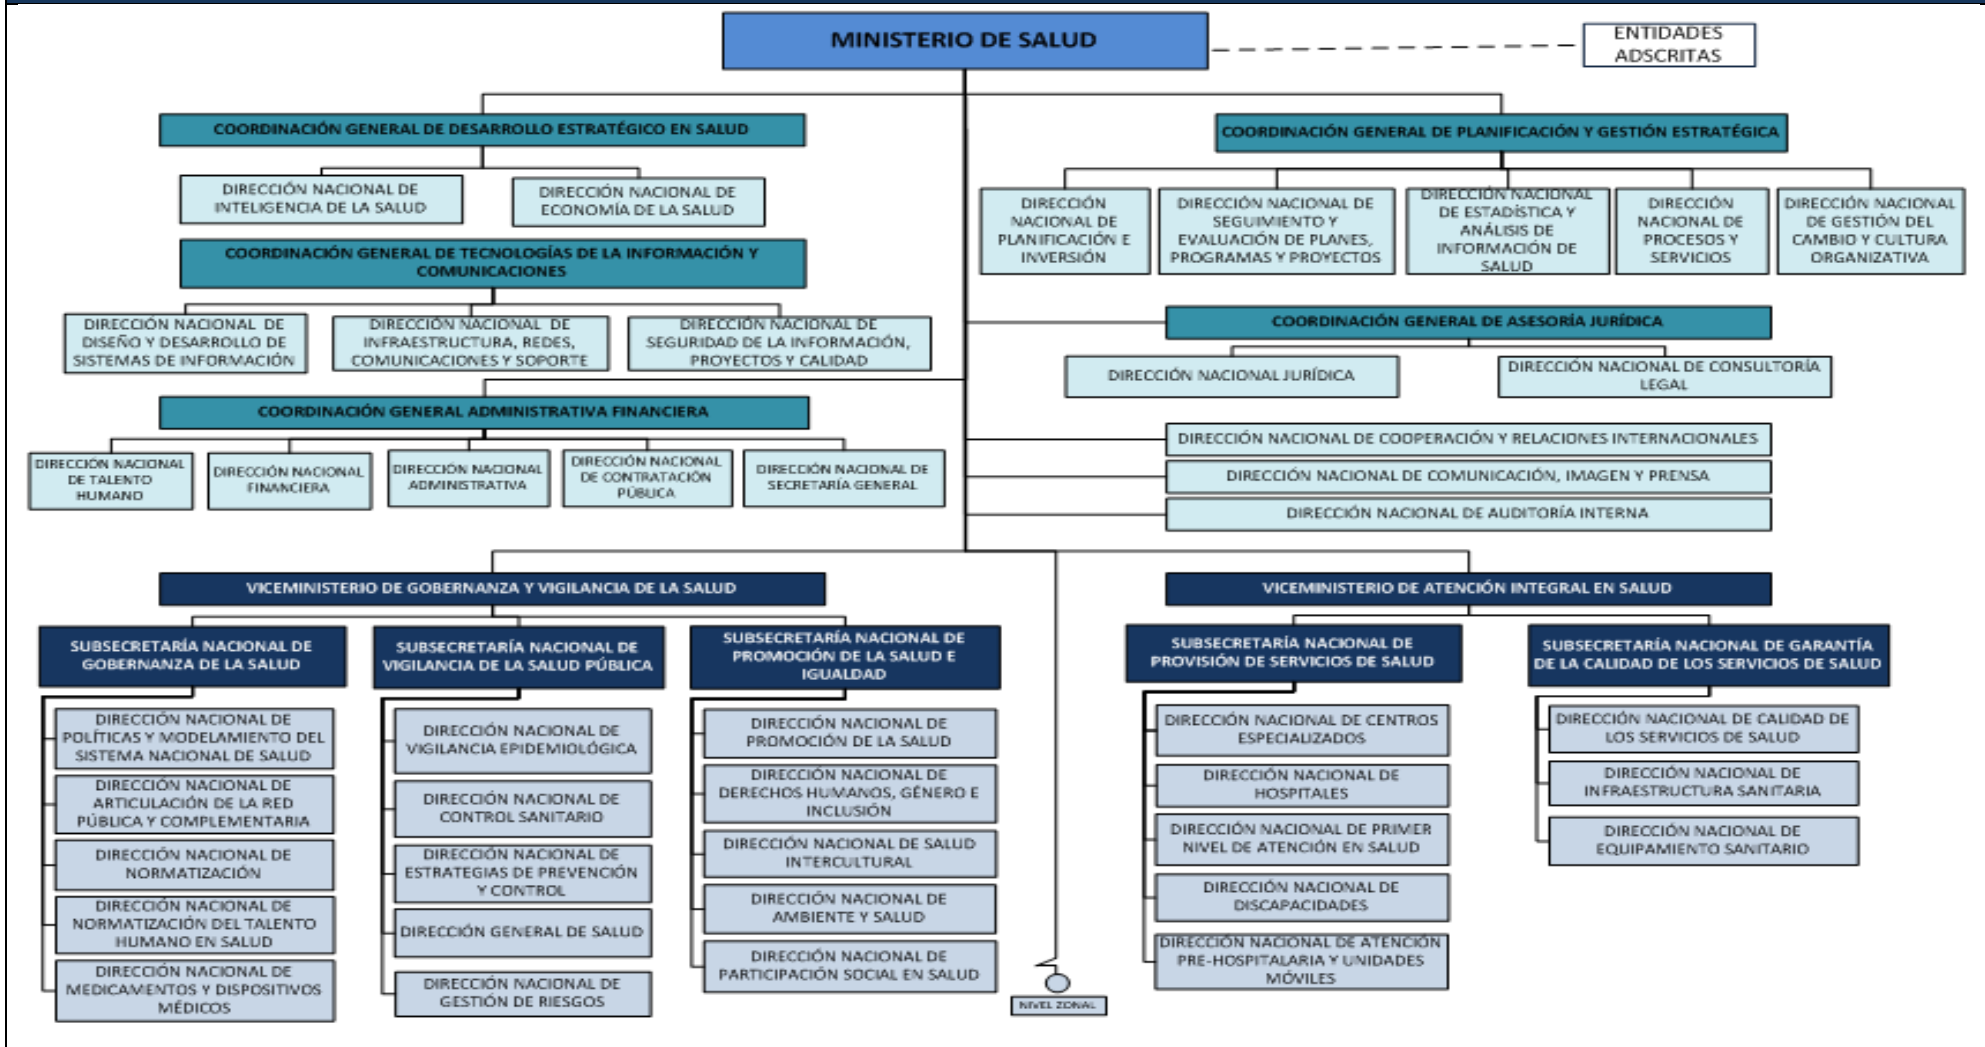 MINISTERIO DE SALUD
ENTIDADES
ADSCRITAS
COORDINACIÓN GENERAL DE DESARROLLO ESTRATÉGICO EN SALUD
DIRECCIÓN NACIONAL DE
INTELIGENCIA DE LA SALUD
DIRECCIÓN NACIONAL DE
ECONOMÍA DE LA SALUD
COORDINACIÓN GENERAL DE TECNOLOGÍAS DE LA INFORMACIÓN Y
COMUNICACIONES
DIRECCIÓN NACIONAL DE
DISEÑO Y DESARROLLO DE
SISTEMAS DE INFORMACIÓN
DIRECCIÓN NACIONAL DE
INFRAESTRUCTURA, REDES,
COMUNICACIONES Y SOPORTE
DIRECCIÓN NACIONAL DE
SEGURIDAD DE LA INFORMACIÓN,
PROYECTOS Y CALIDAD
COORDINACIÓN GENERAL ADMINISTRATIVA FINANCIERA
DIRECCIÓN NACIONAL
DE TALENTO
HUMANO
DIRECCIÓN NACIONAL
FINANCIERA
DIRECCIÓN NACIONAL
ADMINISTRATIVA
DIRECCIÓN NACIONAL
DE CONTRATACIÓN
PÚBLICA
DIRECCIÓN NACIONAL DE
SECRETARÍA GENERAL
COORDINACIÓN GENERAL DE PLANIFICACIÓN Y GESTIÓN ESTRATÉGICA
DIRECCIÓN
NACIONAL DE
PLANIFICACIÓN E
INVERSIÓN
DIRECCIÓN NACIONAL DE
SEGUIMIENTO Y
EVALUACIÓN DE PLANES,
PROGRAMAS Y PROYECTOS
DIRECCIÓN NACIONAL
DE ESTADÍSTICA Y
ANÁLISIS DE
INFORMACIÓN DE
SALUD
DIRECCIÓN
NACIONAL DE
PROCESOS Y
SERVICIOS
DIRECCIÓN NACIONAL
DE GESTIÓN DEL
CAMBIO Y CULTURA
ORGANIZATIVA
COORDINACIÓN GENERAL DE ASESORÍA JURÍDICA
DIRECCIÓN NACIONAL JURÍDICA
DIRECCIÓN NACIONAL DE CONSULTORÍA
LEGAL
DIRECCIÓN NACIONAL DE COOPERACIÓN Y RELACIONES INTERNACIONALES
DIRECCIÓN NACIONAL DE COMUNICACIÓN, IMAGEN Y PRENSA
DIRECCIÓN NACIONAL DE AUDITORÍA INTERNA
VICEMINISTERIO DE GOBERNANZA Y VIGILANCIA DE LA SALUD
SUBSECRETARÍA NACIONAL DE
GOBERNANZA DE LA SALUD
DIRECCIÓN NACIONAL DE
POLÍTICAS Y MODELAMIENTO DEL
SISTEMA NACIONAL DE SALUD
DIRECCIÓN NACIONAL DE
ARTICULACIÓN DE LA RED
PÚBLICA Y COMPLEMENTARIA
DIRECCIÓN NACIONAL DE
NORMATIZACIÓN
DIRECCIÓN NACIONAL DE
NORMATIZACIÓN DEL TALENTO
HUMANO EN SALUD
DIRECCIÓN NACIONAL DE
MEDICAMENTOS Y DISPOSITIVOS
MÉDICOS
SUBSECRETARÍA NACIONAL DE
VIGILANCIA DE LA SALUD PÚBLICA
DIRECCIÓN NACIONAL DE
VIGILANCIA EPIDEMIOLÓGICA
DIRECCIÓN NACIONAL DE
CONTROL SANITARIO
DIRECCIÓN NACIONAL DE
ESTRATEGIAS DE PREVENCIÓN
Y CONTROL
DIRECCIÓN GENERAL DE SALUD
DIRECCIÓN NACIONAL DE
GESTIÓN DE RIESGOS
SUBSECRETARÍA NACIONAL DE
PROMOCIÓN DE LA SALUD E
IGUALDAD
DIRECCIÓN NACIONAL DE
PROMOCIÓN DE LA SALUD
DIRECCIÓN NACIONAL DE
DERECHOS HUMANOS, GÉNERO E
INCLUSIÓN
DIRECCIÓN NACIONAL DE SALUD
INTERCULTURAL
DIRECCIÓN NACIONAL DE
AMBIENTE Y SALUD
DIRECCIÓN NACIONAL DE
PARTICIPACIÓN SOCIAL EN SALUD
NIVEL ZONAL
VICEMINISTERIO DE ATENCIÓN INTEGRAL EN SALUD
SUBSECRETARÍA NACIONAL DE
PROVISIÓN DE SERVICIOS DE SALUD
DIRECCIÓN NACIONAL DE CENTROS
ESPECIALIZADOS
DIRECCIÓN NACIONAL DE
HOSPITALES
DIRECCIÓN NACIONAL DE PRIMER
NIVEL DE ATENCIÓN EN SALUD
DIRECCIÓN NACIONAL DE
DISCAPACIDADES
DIRECCIÓN NACIONAL DE ATENCIÓN
PRE-HOSPITALARIA Y UNIDADES
MÓVILES
SUBSECRETARÍA NACIONAL DE GARANTÍA
DE LA CALIDAD DE LOS SERVICIOS DE SALUD
DIRECCIÓN NACIONAL DE CALIDAD DE
LOS SERVICIOS DE SALUD
DIRECCIÓN NACIONAL DE
INFRAESTRUCTURA SANITARIA
DIRECCIÓN NACIONAL DE
EQUIPAMIENTO SANITARIO